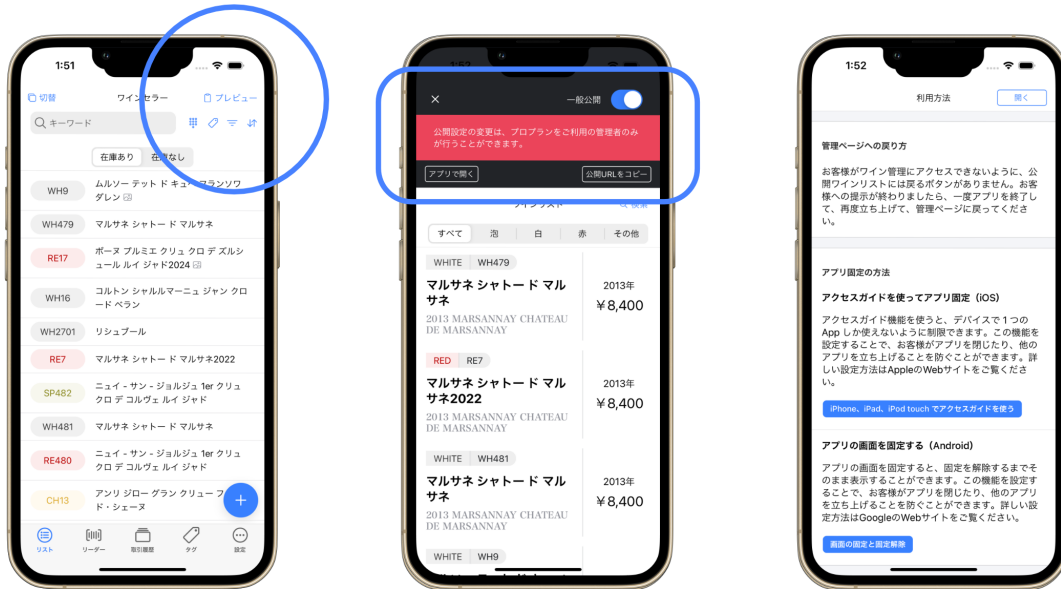 1:51
切替
ワインセラー
プレビュー
キーワード
在庫あり
在庫なし
WH9
ムルソー テット ド キュ
フランソワ
ダレン
WH479
マルサネ シャトー ド マルサネ
RE17
ボーヌ プルミエ クリュ クロ デ ズルシ
ュール ルイ ジャド2024
WH16
コルトン シャルルマーニュ ジャン クロ
ード ベラン
WH2701
リシュブール
RE7
マルサネ シャトー ド マルサネ2022
SP482
ニュイ - サン - ジョルジュ 1er クリュ
クロ デ コルヴェ ルイ ジャド
WH481
マルサネ シャトー ド マルサネ
RE480
ニュイ - サン - ジョルジュ 1er クリュ
クロ デ コルヴェ ルイ ジャド
CH13
アンリ ジロー グラン クリュー フ
ド・シェーヌ
リスト
リーダー
取引履歴
タグ
設定
1:52
一般公開
公開設定の変更は、プロプランをご利用の管理者のみ
が行うことができます。
アプリで開く
公開URLをコピー
ワインリスト
検索
すべて
泡
白
赤
その他
WHITE WH479
マルサネ シャトー ド マル
サネ
2013 MARSANNAY CHATEAU
DE MARSANNAY
2013年
¥8,400
RED RE7
マルサネ シャトー ド マル
サネ2022
2013 MARSANNAY CHATEAU
DE MARSANNAY
2013年
¥8,400
WHITE WH481
マルサネ シャトー ド マル
サネ
2013 MARSANNAY CHATEAU
DE MARSANNAY
2013年
¥8,400
WHITE WH9
1:52
利用方法
開く
管理ページへの戻り方
お客様がワイン管理にアクセスできないように、公
開ワインリストには戻るボタンがありません。お客
様への提示が終わりましたら、一度アプリを終了し
て、再度立ち上げて、管理ページに戻ってくださ
い。
アプリ固定の方法
アクセスガイドを使ってアプリ固定（iOS）
アクセスガイド機能を使うと、デバイスで 1 つの
App しか使えないように制限できます。この機能を
設定することで、お客様がアプリを閉じたり、他の
アプリを立ち上げることを防ぐことができます。詳
しい設定方法はAppleのWebサイトをご覧くださ
い。
iPhone、iPad、iPod touch でアクセスガイドを使う
アプリの画面を固定する（Android）
アプリの画面を固定すると、固定を解除するまでそ
のまま表示することができます。この機能を設定す
ることで、お客様がアプリを閉じたり、他のアプリ
を立ち上げることを防ぐことができます。詳しい設
定方法はGoogleのWebサイトをご覧ください。
画面の固定と固定解除